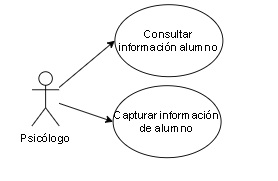 Consultar
información alumno
Capturar información
de alumno
Psicólogo